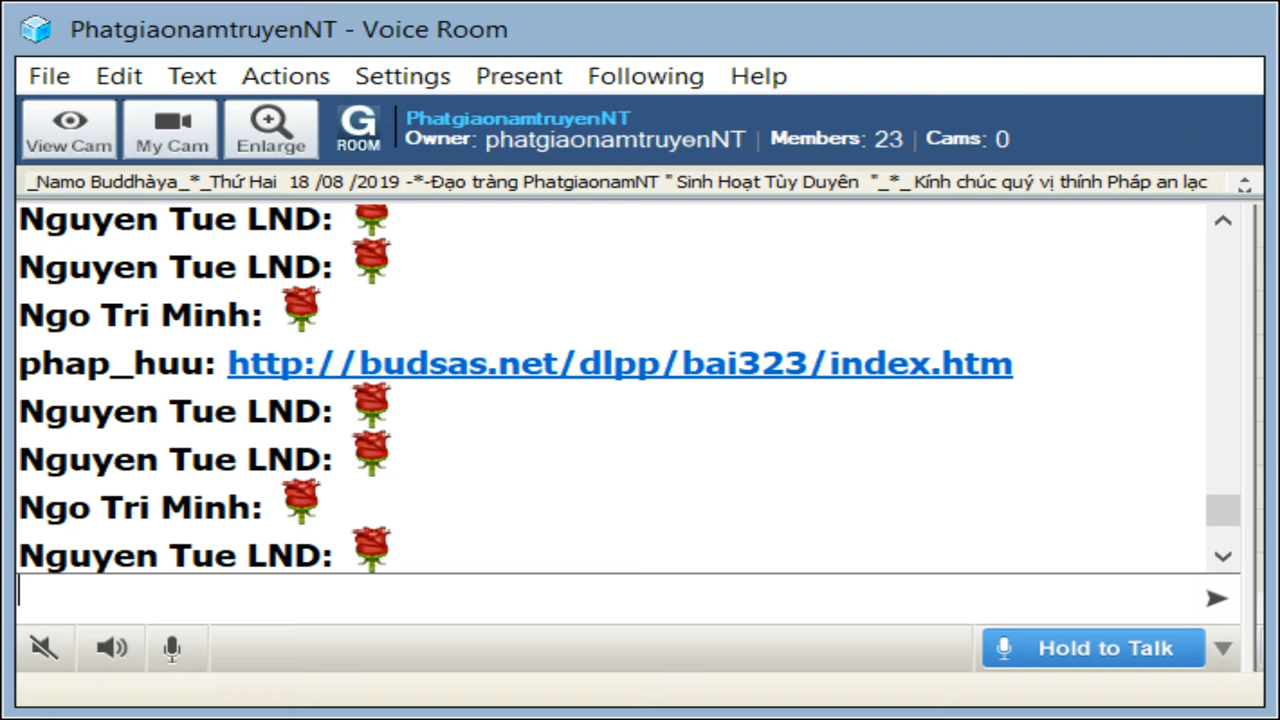 PhatgiaonamtruyenNT - Voice Room
File Edit Text Actions Settings Present Following Help
View Cam My Cam Enlarge G ROOM
PhatgiaonamtruyenNT
Owner: phatgiaonamtruyenNT | Members: 23 | Cams: 0
_Namo Buddhàya_*_Thứ Hai 18 /08 /2019 -*-Đạo tràng PhatgiaonamNT " Sinh Hoạt Tùy Duyên "_*_ Kính chúc quý vị thính Pháp an lạc
Nguyen Tue LND:
Nguyen Tue LND:
Ngo Tri Minh:
phap_huu: http://budsas.net/dlpp/bai323/index.htm
Nguyen Tue LND:
Nguyen Tue LND:
Ngo Tri Minh:
Nguyen Tue LND:
Hold to Talk